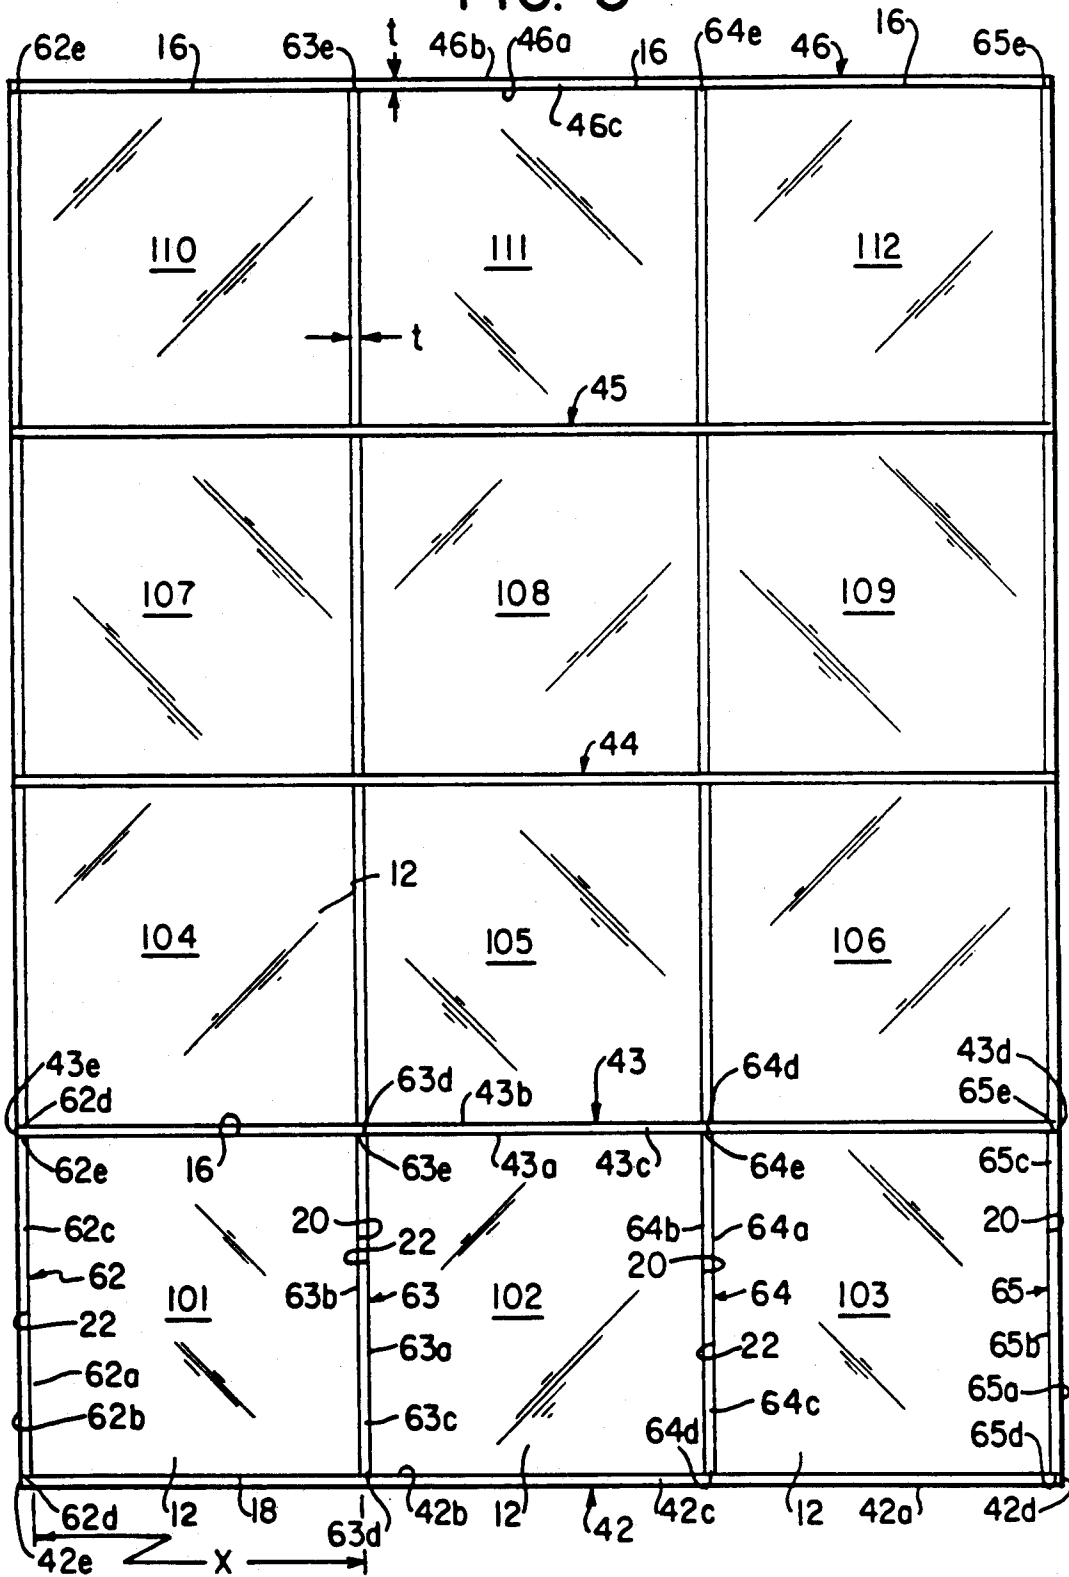 62e 16 63e t 46b 46a 16 64e 46 16 65e
46c
110 111 112
t
45
107 108 109
44
12
104 105 106
43e 62d 63d 43b 43 64d 43d 65e
62e 16 63e 43a 43c 64e 65c
62c 20 22 64b 64a 20
62 63b 63 20 64 65
101 102 103
22 63a 22 65b
62a 65a
62b 63c 64c 65d
64d
62d 12 18 63d 42b 12 42 42c 12 42a 42d
42e X